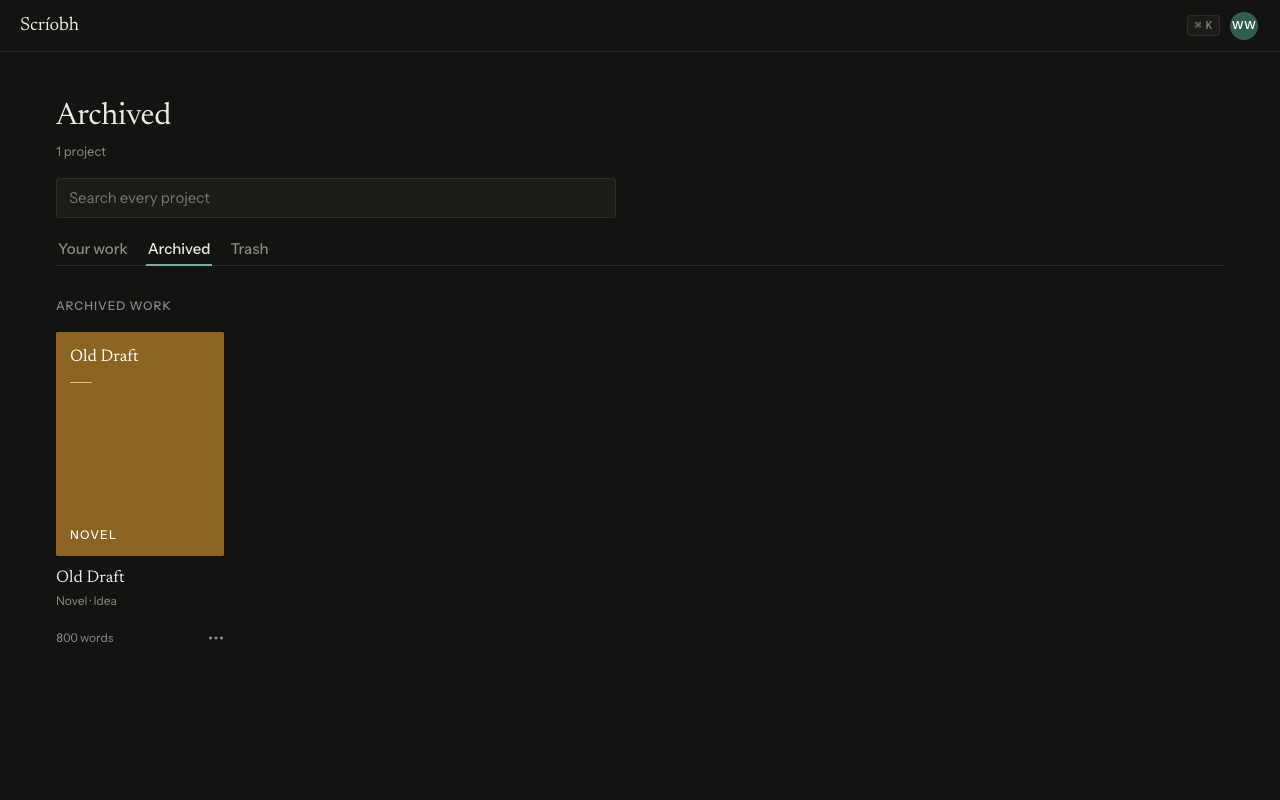 Scríobh
⌘ K
WW
Archived
1 project
Search every project
Your work Archived Trash
ARCHIVED WORK
Old Draft
NOVEL
Old Draft
Novel · Idea
800 words